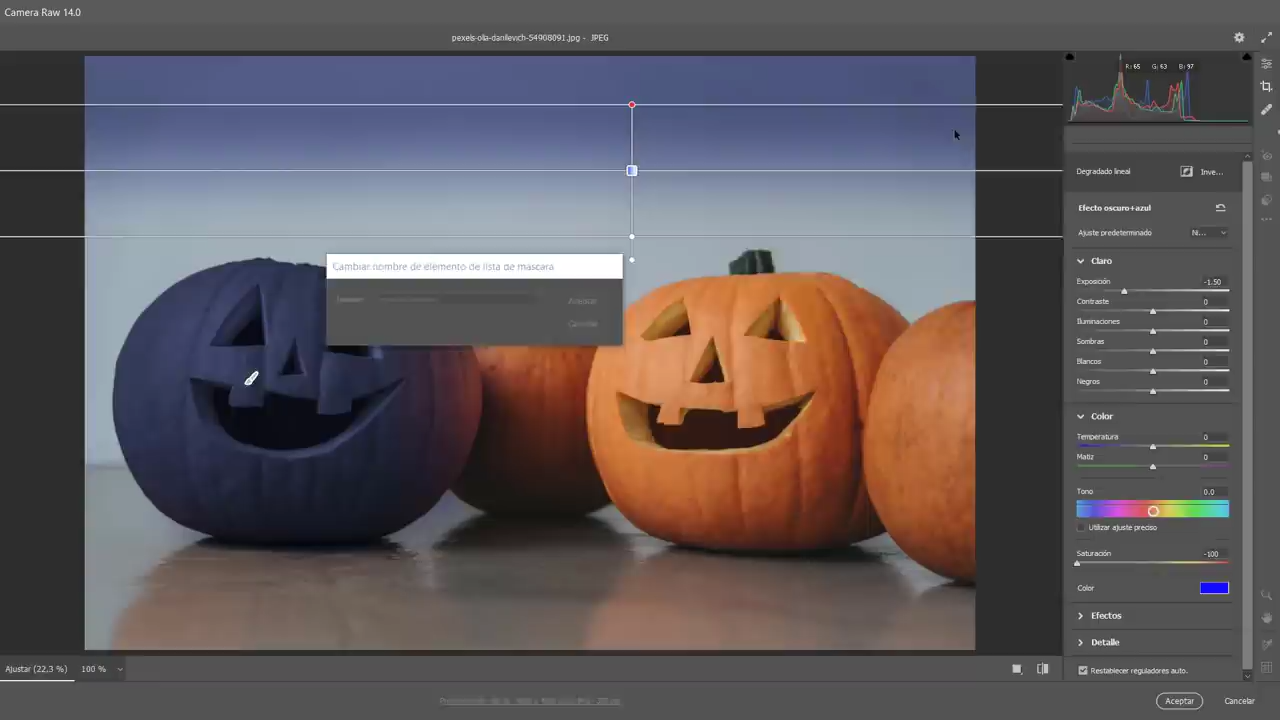 Camera Raw 14.0
pexels-olia-danilevich-54908091.jpg - JPEG
R: 65 G: 63 B: 97
Degradado lineal Inve...
Efecto oscuro+azul
Ajuste predeterminado Ni...
Claro
Exposición -1.50
Contraste 0
Iluminaciones 0
Sombras 0
Blancos 0
Negros 0
Color
Temperatura 0
Matiz 0
Tono 0.0
Utilizar ajuste preciso
Saturación -100
Color
Efectos
Detalle
Restablecer reguladores auto.
Cambiar nombre de elemento de lista de máscara
Aceptar
Cancelar
Ajustar (22,3 %) 100 %
Aceptar Cancelar